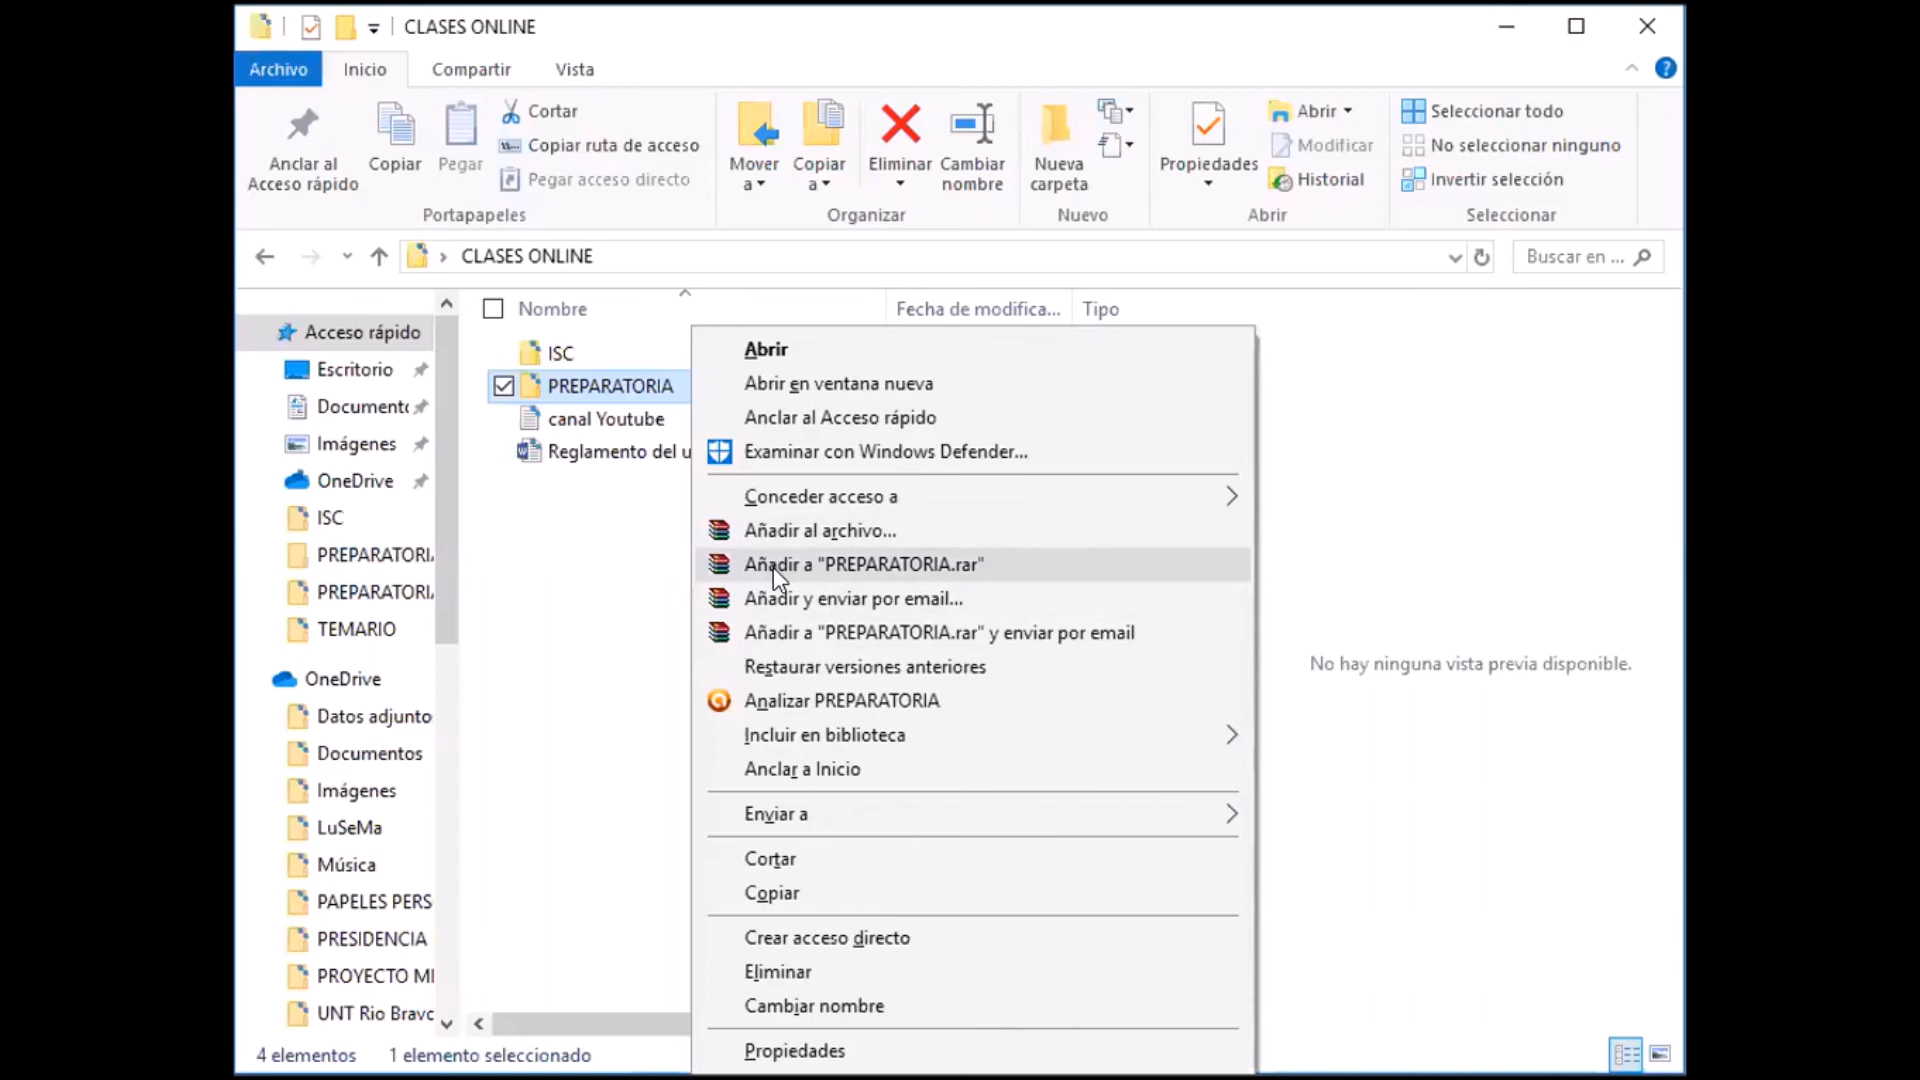 CLASES ONLINE
Archivo
Inicio
Compartir
Vista
Anclar al
Acceso rápido
Copiar
Pegar
Cortar
Copiar ruta de acceso
Pegar acceso directo
Portapapeles
Mover
a
Copiar
a
Eliminar
Cambiar
nombre
Organizar
Nueva
carpeta
Nuevo
Propiedades
Abrir
Modificar
Historial
Abrir
Seleccionar todo
No seleccionar ninguno
Invertir selección
Seleccionar
CLASES ONLINE
Buscar en ...
Acceso rápido
Escritorio
Documento
Imágenes
OneDrive
ISC
PREPARATORIA
PREPARATORIA
TEMARIO
OneDrive
Datos adjunto
Documentos
Imágenes
LuSeMa
Música
PAPELES PERS
PRESIDENCIA
PROYECTO MI
UNT Rio Bravo
Nombre
Fecha de modifica...
Tipo
ISC
PREPARATORIA
canal Youtube
Reglamento del u
Abrir
Abrir en ventana nueva
Anclar al Acceso rápido
Examinar con Windows Defender...
Conceder acceso a
Añadir al archivo...
Añadir a "PREPARATORIA.rar"
Añadir y enviar por email...
Añadir a "PREPARATORIA.rar" y enviar por email
Restaurar versiones anteriores
Analizar PREPARATORIA
Incluir en biblioteca
Anclar a Inicio
Enviar a
Cortar
Copiar
Crear acceso directo
Eliminar
Cambiar nombre
Propiedades
No hay ninguna vista previa disponible.
4 elementos
1 elemento seleccionado